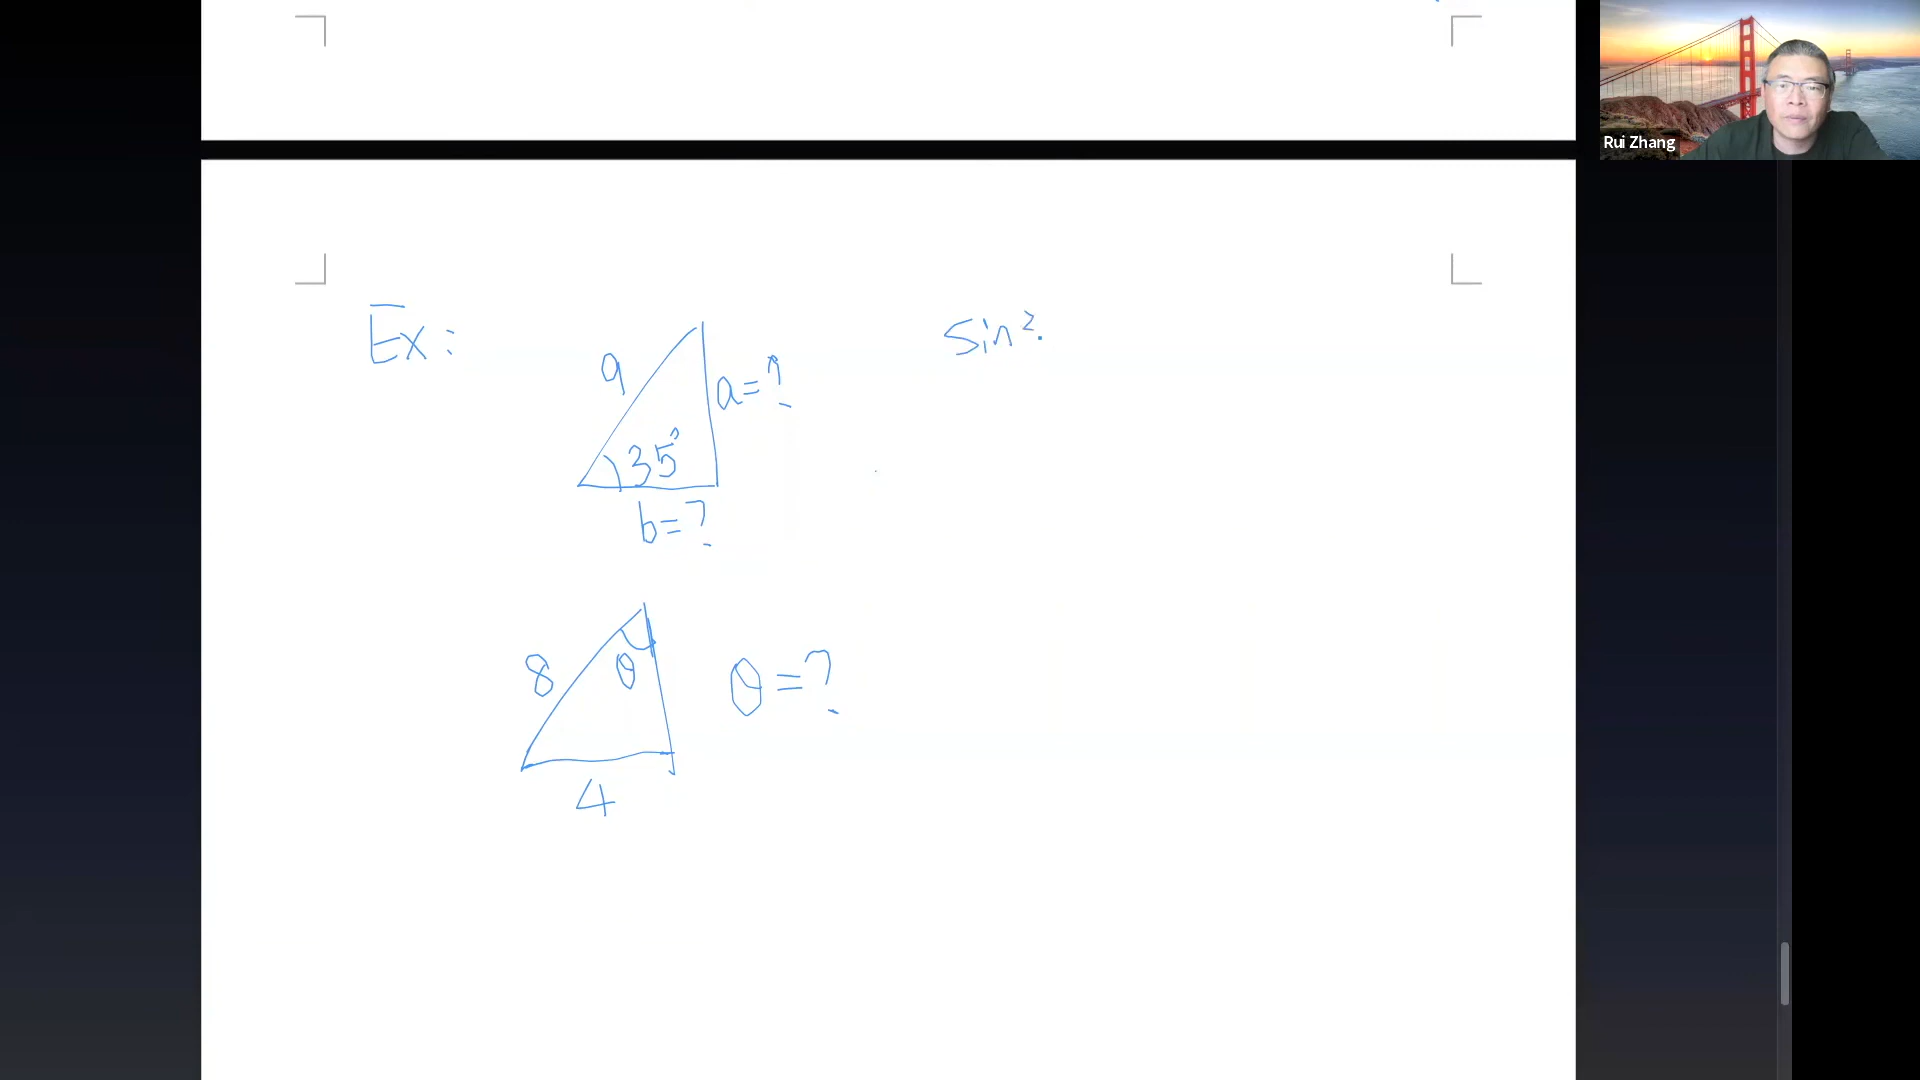 Rui Zhang
Ex:
9
a=?
35°
b=?
Sin?.
8
θ
θ=?
4